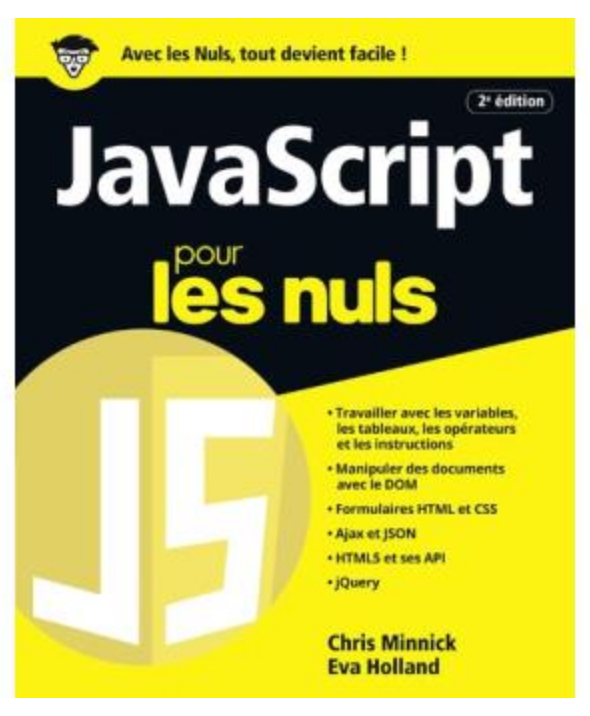 Avec les Nuls, tout devient facile !
2e édition
JavaScript
pour
les nuls
JS
• Travailler avec les variables,
les tableaux, les opérateurs
et les instructions
• Manipuler des documents
avec le DOM
• Formulaires HTML et CSS
• Ajax et JSON
• HTML5 et ses API
• jQuery
Chris Minnick
Eva Holland